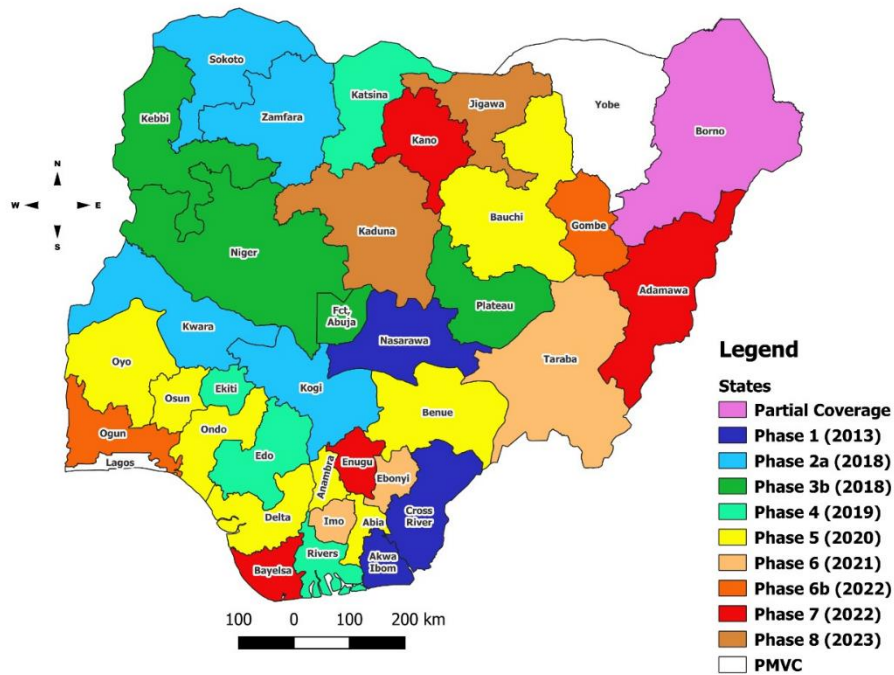 Sokoto
Katsina
Jigawa
Yobe
Kebbi
Zamfara
Kano
Borno
N
W E
S
Bauchi
Gombe
Kaduna
Niger
Adamawa
Fct,
Abuja
Plateau
Kwara
Nasarawa
Taraba
Oyo
Ekiti
Kogi
Osun
Benue
Ogun
Ondo
Lagos
Edo
Enugu
Anambra
Ebonyi
Delta
Imo
Abia
Cross
River
Rivers
Akwa
Ibom
Bayelsa
100 0 100 200 km
Legend
States
Partial Coverage
Phase 1 (2013)
Phase 2a (2018)
Phase 3b (2018)
Phase 4 (2019)
Phase 5 (2020)
Phase 6 (2021)
Phase 6b (2022)
Phase 7 (2022)
Phase 8 (2023)
PMVC